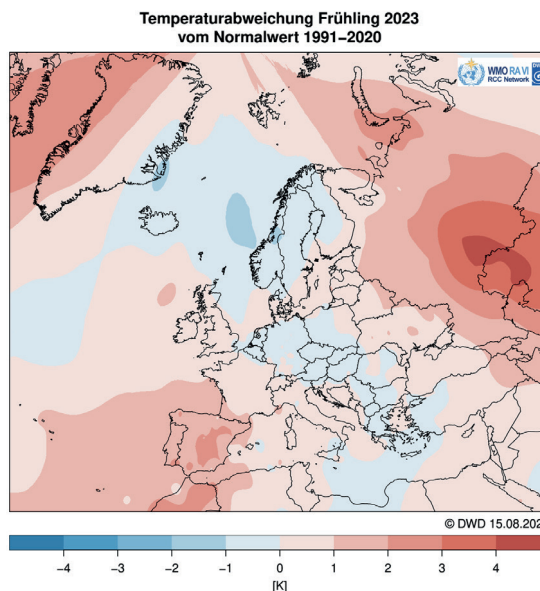 Temperaturabweichung Frühling 2023
vom Normalwert 1991–2020
WMO RA VI
RCC Network
© DWD 15.08.202
−4 −3 −2 −1 0 1 2 3 4
[K]